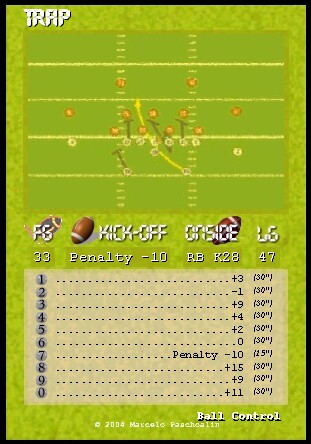 TRAP
FG KICK-OFF ONSIDE LG
33 Penalty -10 RB K28 47
1 ........................+3 (30")
2 ........................-1 (30")
3 ........................+9 (30")
4 ........................+4 (30")
5 ........................+2 (30")
6 ........................0 (30")
7 ................Penalty -10 (15")
8 ........................+15 (30")
9 ........................+9 (30")
0 ........................+11 (30")
Ball Control
© 2004 Marcelo Paschoalin